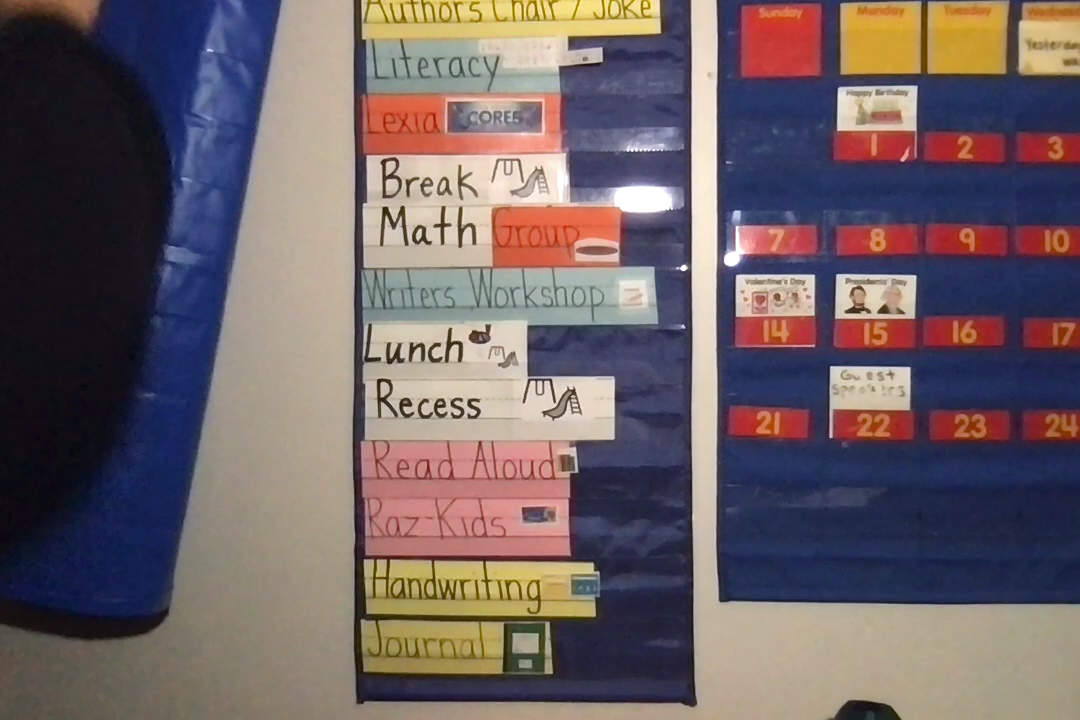 Authors Chair / Joke
Literacy
Lexia CORE5
Break
Math Group
Writers Workshop
Lunch
Recess
Read Aloud
Raz-Kids
Handwriting
Journal
Sunday Monday Tuesday Wednesday
Yesterday
Happy Birthday
1 2 3
7 8 9 10
Valentine's Day Presidents' Day
14 15 16 17
Guest
Speakers
21 22 23 24